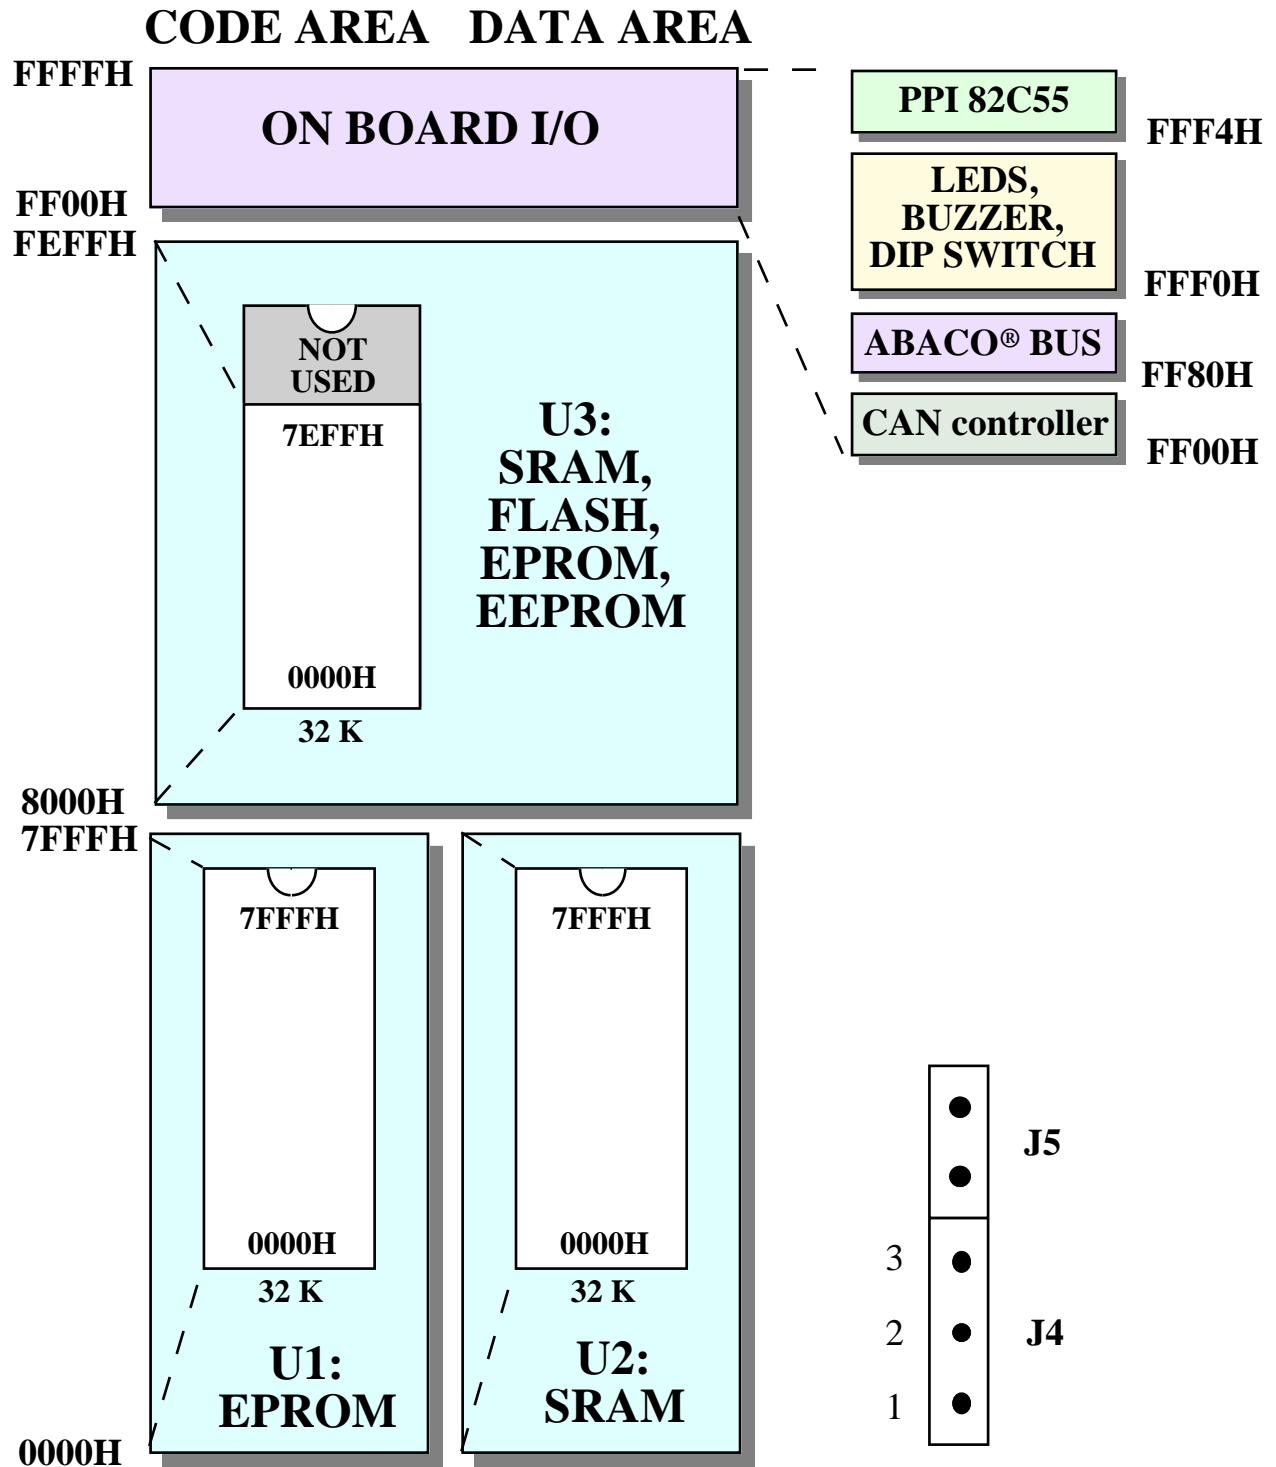 CODE AREA DATA AREA
FFFFH
ON BOARD I/O
FF00H
PPI 82C55
FFF4H
LEDS,
BUZZER,
DIP SWITCH
FFF0H
ABACO® BUS
FF80H
CAN controller
FF00H
FEFFH
NOT
USED
7EFFH
0000H
32 K
U3:
SRAM,
FLASH,
EPROM,
EEPROM
8000H
7FFFH
7FFFH
0000H
32 K
U1:
EPROM
7FFFH
0000H
32 K
U2:
SRAM
0000H
J5
3
2
1
J4